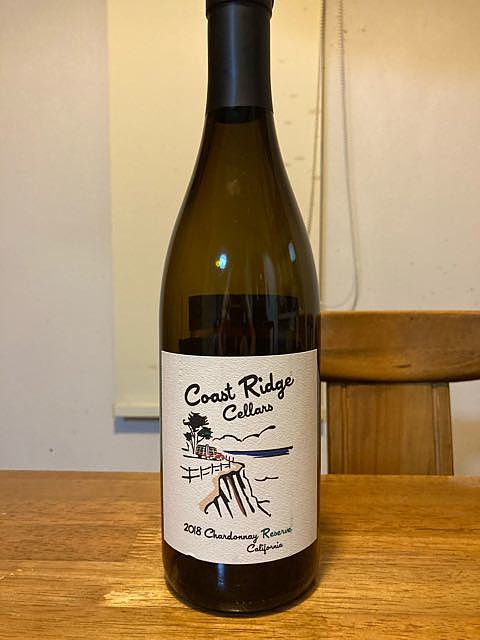 Coast Ridge
Cellars
2018 Chardonnay Reserve
California